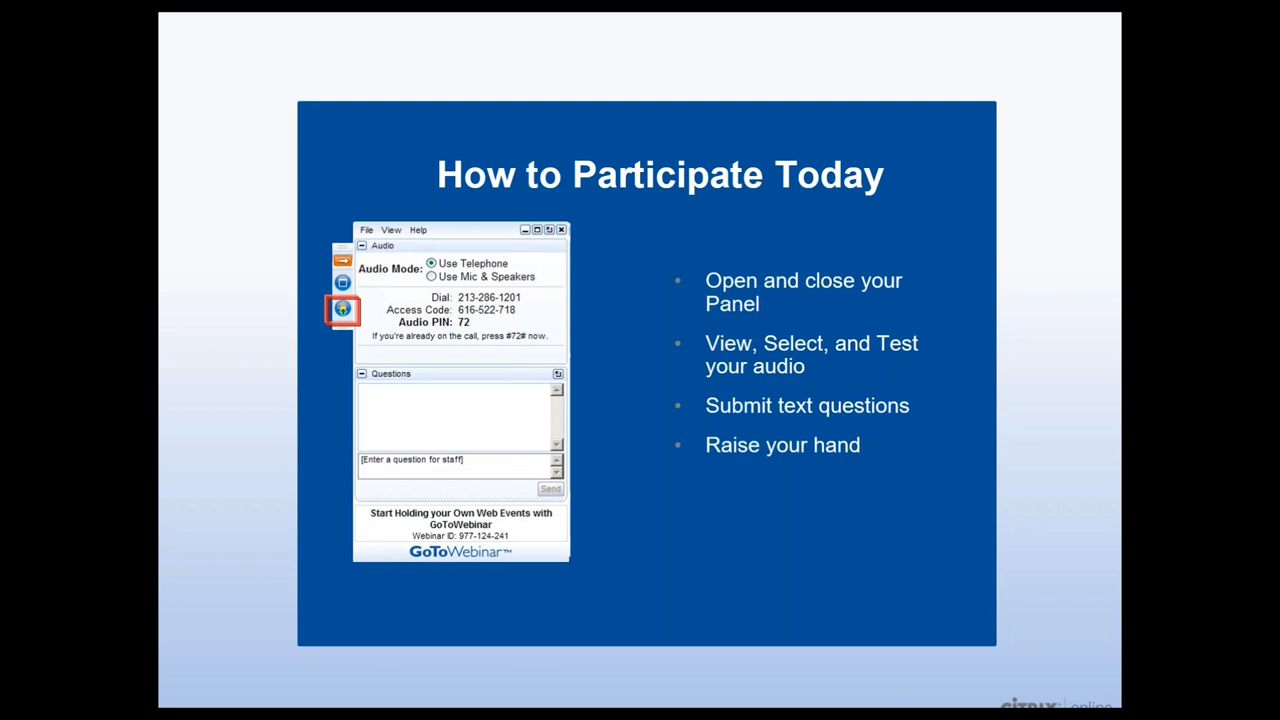 How to Participate Today
File View Help
Audio
Audio Mode: Use Telephone
Use Mic & Speakers
Dial: 213-286-1201
Access Code: 616-522-718
Audio PIN: 72
If you're already on the call, press #72# now.
Questions
[Enter a question for staff]
Send
Start Holding your Own Web Events with
GoToWebinar
Webinar ID: 977-124-241
GoToWebinar™
Open and close your
Panel
View, Select, and Test
your audio
Submit text questions
Raise your hand
CİTRIX online